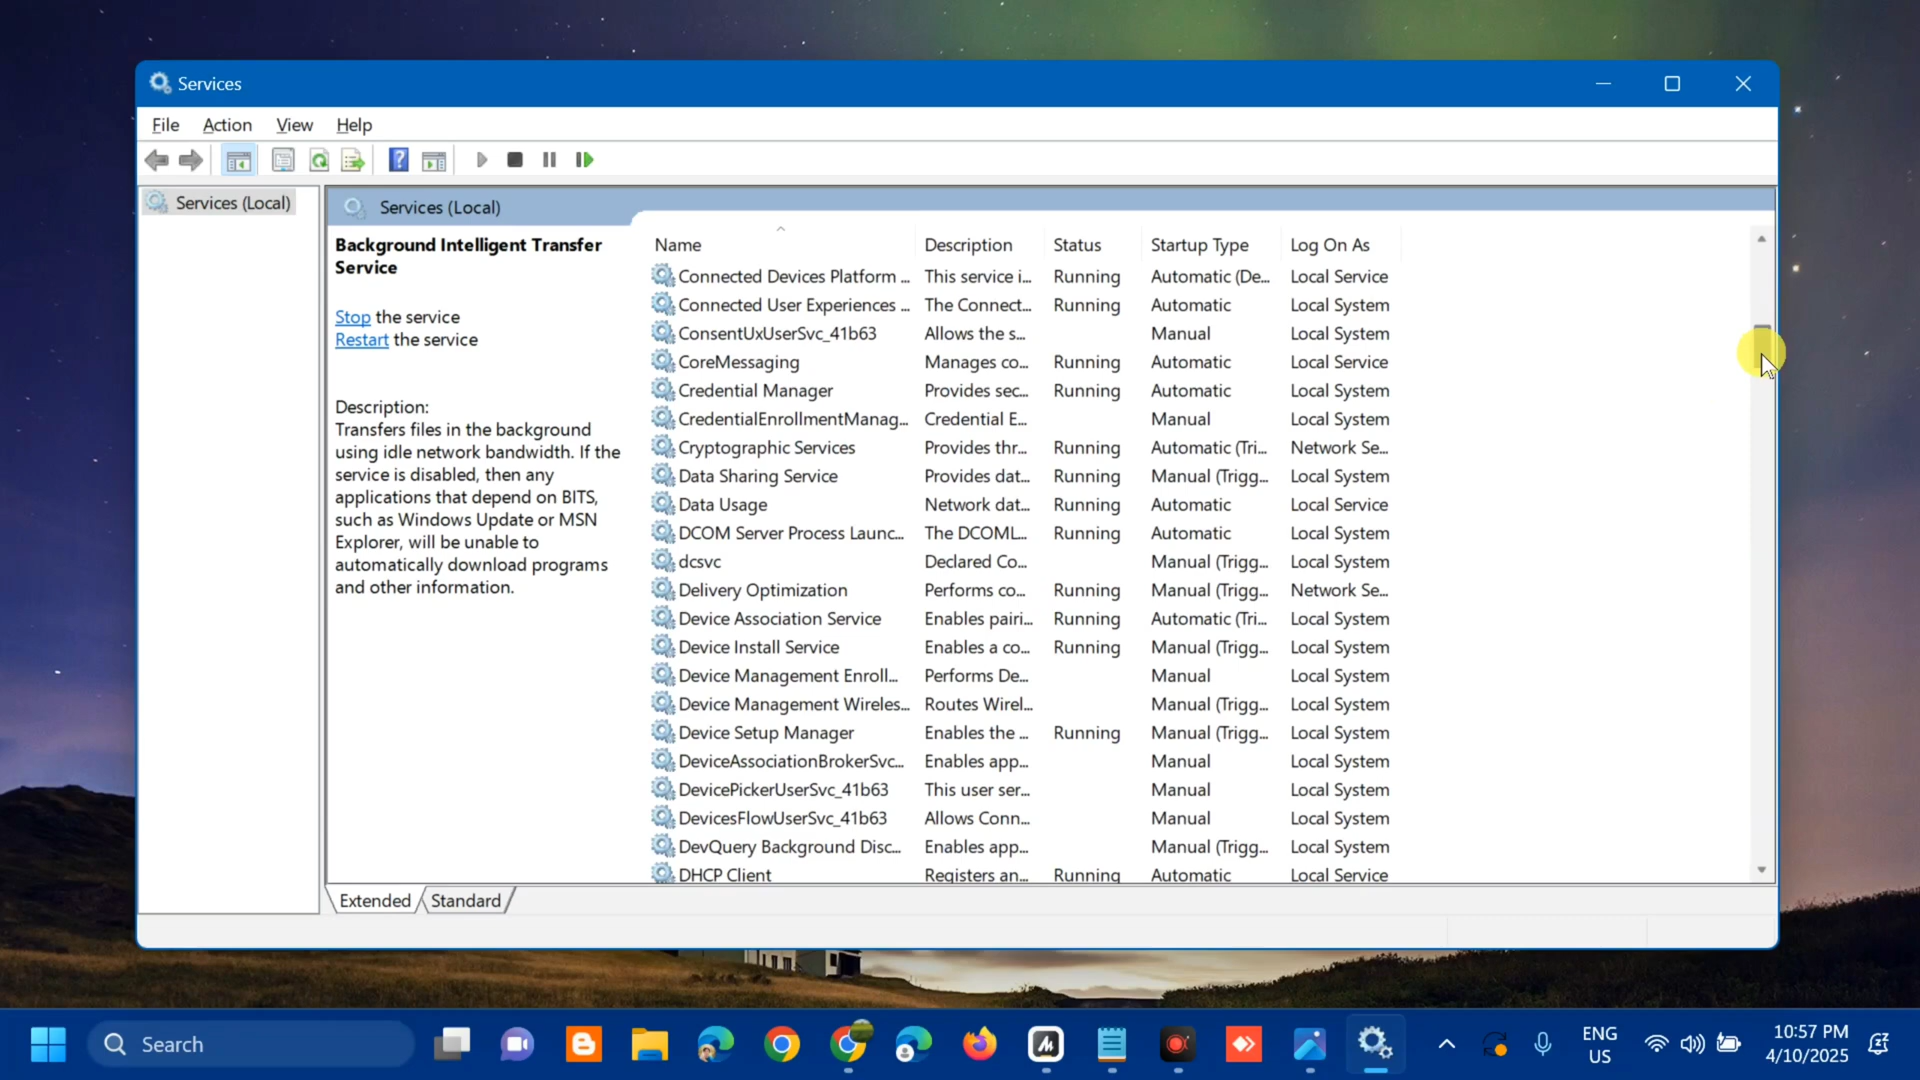 Services
File Action View Help
Services (Local)
Services (Local)
Background Intelligent Transfer
Service
Stop the service
Restart the service
Description:
Transfers files in the background
using idle network bandwidth. If the
service is disabled, then any
applications that depend on BITS,
such as Windows Update or MSN
Explorer, will be unable to
automatically download programs
and other information.
Name Description Status Startup Type Log On As
Connected Devices Platform ... This service i... Running Automatic (De... Local Service
Connected User Experiences ... The Connect... Running Automatic Local System
ConsentUxUserSvc_41b63 Allows the s... Manual Local System
CoreMessaging Manages co... Running Automatic Local Service
Credential Manager Provides sec... Running Automatic Local System
CredentialEnrollmentManag... Credential E... Manual Local System
Cryptographic Services Provides thr... Running Automatic (Tri... Network Se...
Data Sharing Service Provides dat... Running Manual (Trigg... Local System
Data Usage Network dat... Running Automatic Local Service
DCOM Server Process Launc... The DCOML... Running Automatic Local System
dcsvc Declared Co... Manual (Trigg... Local System
Delivery Optimization Performs co... Running Manual (Trigg... Network Se...
Device Association Service Enables pairi... Running Automatic (Tri... Local System
Device Install Service Enables a co... Running Manual (Trigg... Local System
Device Management Enroll... Performs De... Manual Local System
Device Management Wireles... Routes Wirel... Manual (Trigg... Local System
Device Setup Manager Enables the ... Running Manual (Trigg... Local System
DeviceAssociationBrokerSvc... Enables app... Manual Local System
DevicePickerUserSvc_41b63 This user ser... Manual Local System
DevicesFlowUserSvc_41b63 Allows Conn... Manual Local System
DevQuery Background Disc... Enables app... Manual (Trigg... Local System
DHCP Client Registers an... Running Automatic Local Service
Extended Standard
Search
ENG
US
10:57 PM
4/10/2025